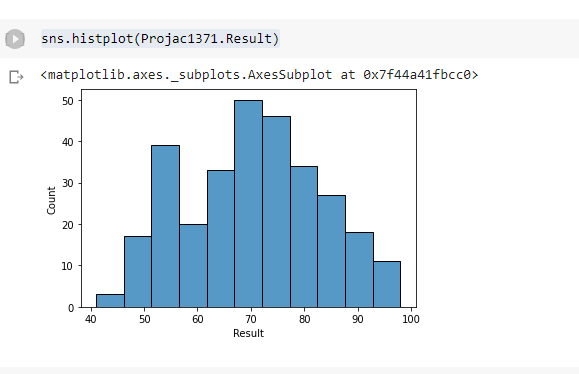 sns.histplot(Projac1371.Result)
<matplotlib.axes._subplots.AxesSubplot at 0x7f44a41fbcc0>
50
40
30
20
10
0
Count
40 50 60 70 80 90 100
Result